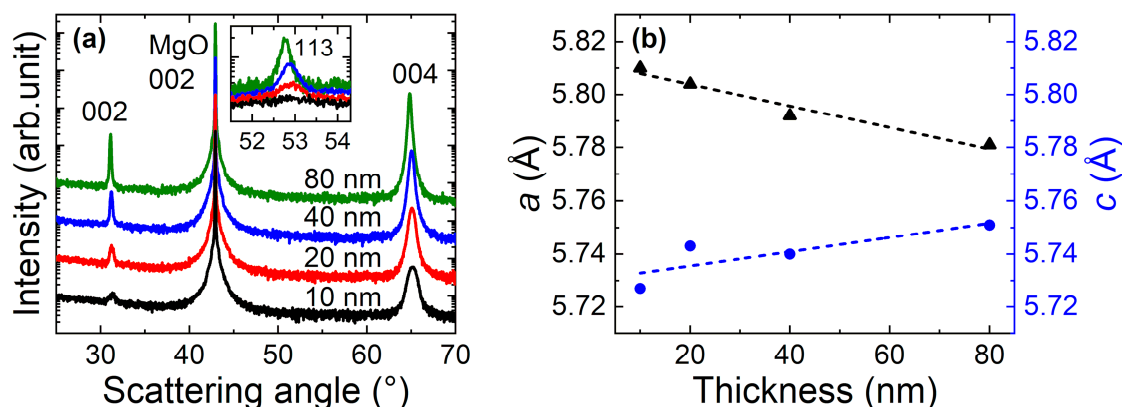 (a)
MgO
002
113
002
004
52 53 54
80 nm
40 nm
20 nm
10 nm
30 40 50 60 70
Scattering angle (°)
Intensity (arb.unit)
(b)
5.82
5.80
5.78
5.76
5.74
5.72
a (Å)
20 40 60 80
Thickness (nm)
5.82
5.80
5.78
5.76
5.74
5.72
c (Å)